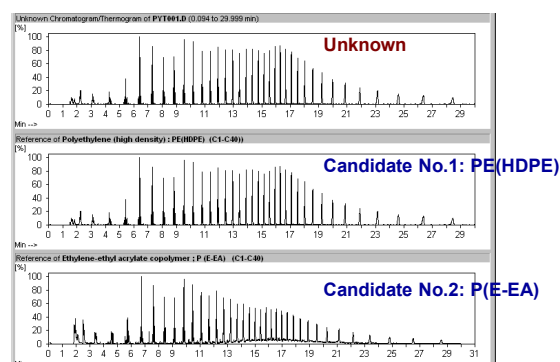 Unknown Chromatogram/Thermogram of PYT001.D (0.094 to 29.999 min)
[%]
Unknown
100
80
60
40
20
0
0 1 2 3 4 5 6 7 8 9 10 11 12 13 14 15 16 17 18 19 20 21 22 23 24 25 26 27 28 29
Min -->
Reference of Polyethylene (high density) : PE(HDPE) (C1-C40))
[%]
Candidate No.1: PE(HDPE)
100
80
60
40
20
0
0 1 2 3 4 5 6 7 8 9 10 11 12 13 14 15 16 17 18 19 20 21 22 23 24 25 26 27 28 29 30
Min -->
Reference of Ethylene-ethyl acrylate copolymer ; P (E-EA) (C1-C40)
[%]
Candidate No.2: P(E-EA)
100
80
60
40
20
0
0 1 2 3 4 5 6 7 8 9 10 11 12 13 14 15 16 17 18 19 20 21 22 23 24 25 26 27 28 29 30 31